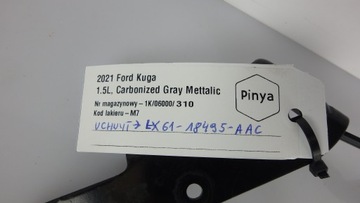 2021 Ford Kuga
1.5L, Carbonized Gray Mettalic
Nr magazynowy – 1K/06000/310
Kod lakieru – M7
UCHWYT → LX61-18495-AAC
Pinya